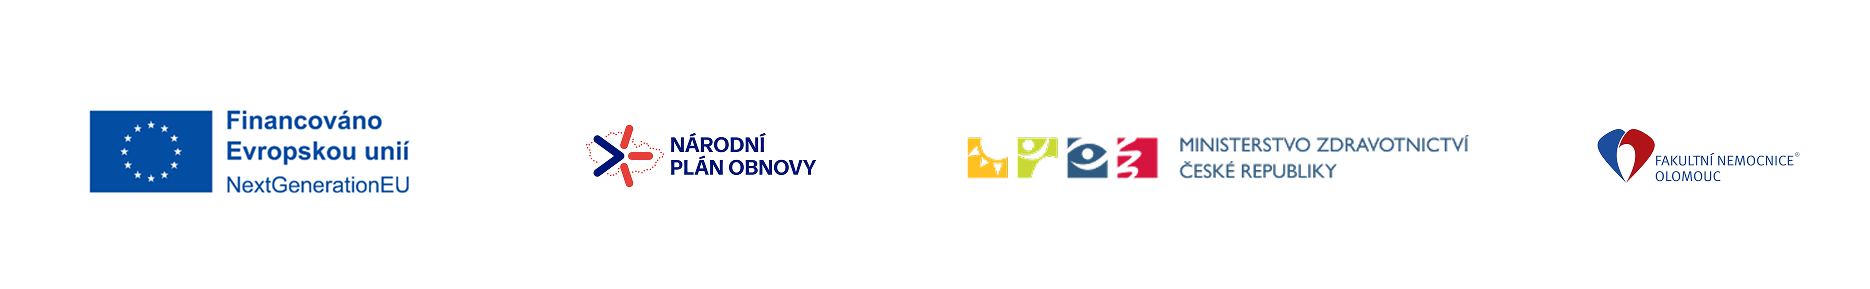 Financováno
Evropskou unií
NextGenerationEU
NÁRODNÍ
PLÁN OBNOVY
MINISTERSTVO ZDRAVOTNICTVÍ
ČESKÉ REPUBLIKY
FAKULTNÍ NEMOCNICE®
OLOMOUC